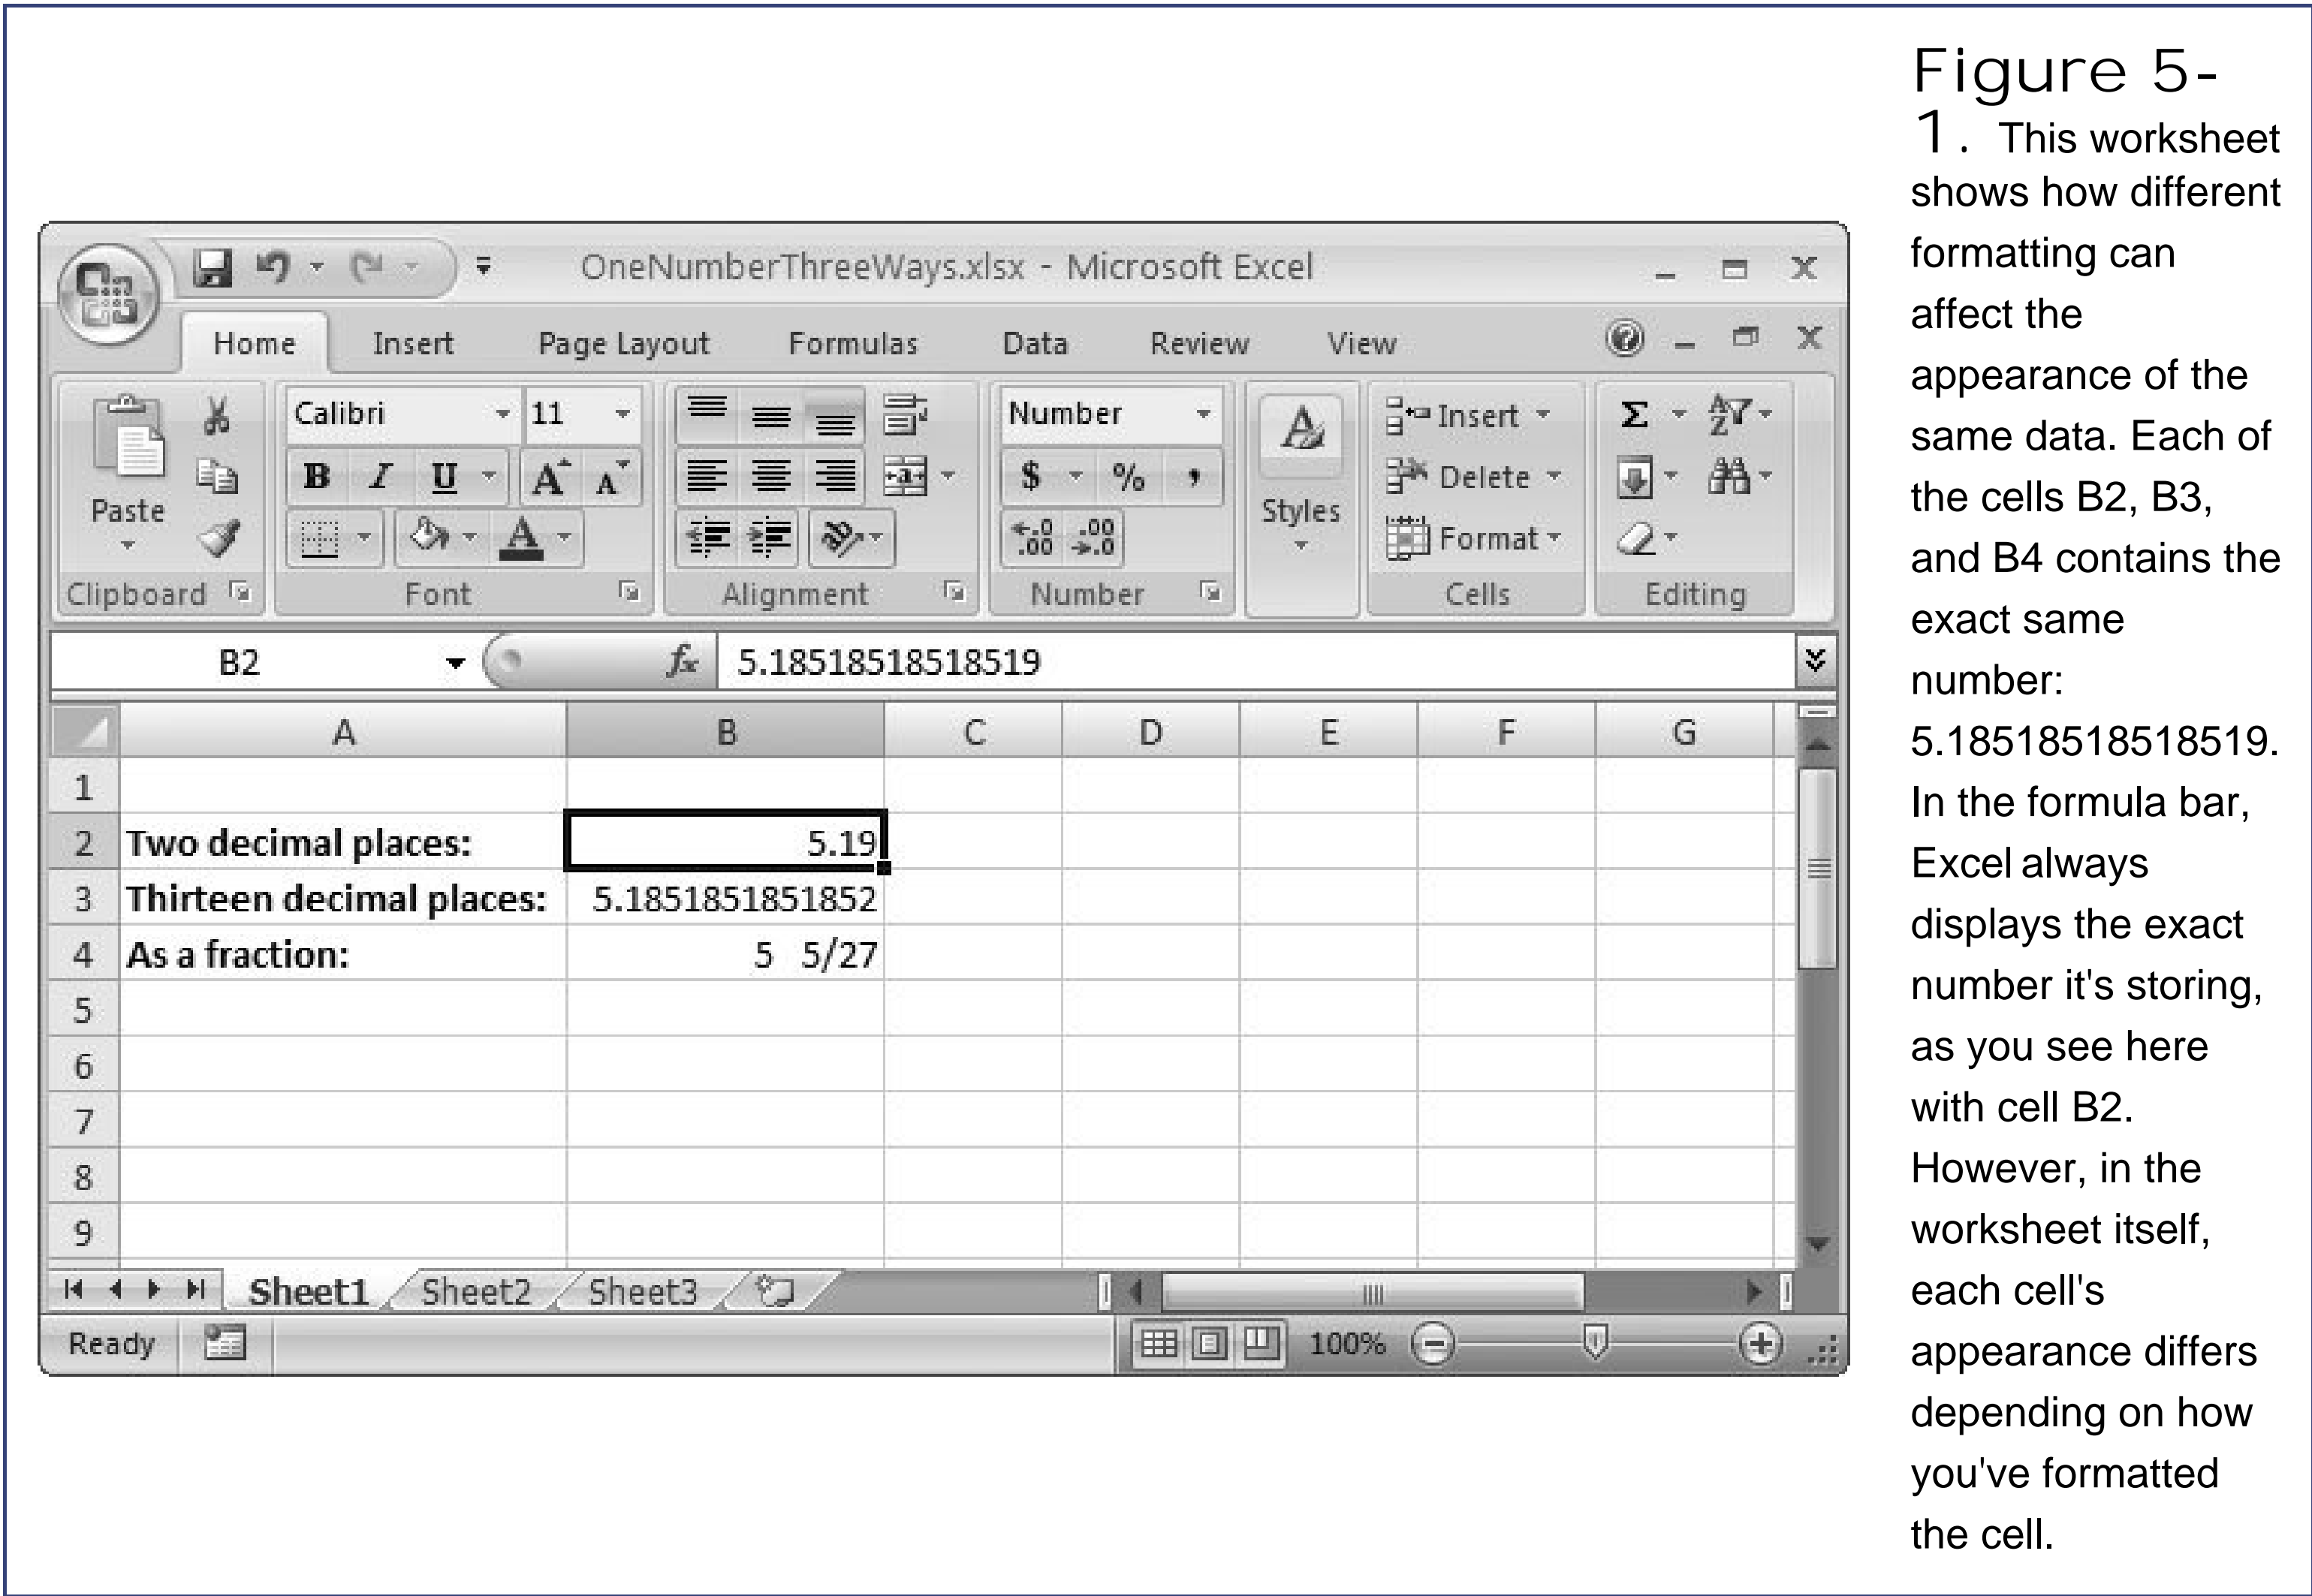 OneNumberThreeWays.xlsx - Microsoft Excel
Home Insert Page Layout Formulas Data Review View
Calibri 11 Number Insert
B I U A A $ % , Delete
Paste Styles Format
Clipboard Font Alignment Number Cells Editing
B2 fx 5.18518518518519
A B C D E F G
1
2 Two decimal places: 5.19
3 Thirteen decimal places: 5.1851851851852
4 As a fraction: 5 5/27
5
6
7
8
9
Sheet1 Sheet2 Sheet3
Ready 100%
Figure 5-
1. This worksheet
shows how different
formatting can
affect the
appearance of the
same data. Each of
the cells B2, B3,
and B4 contains the
exact same
number:
5.18518518518519.
In the formula bar,
Excel always
displays the exact
number it's storing,
as you see here
with cell B2.
However, in the
worksheet itself,
each cell's
appearance differs
depending on how
you've formatted
the cell.